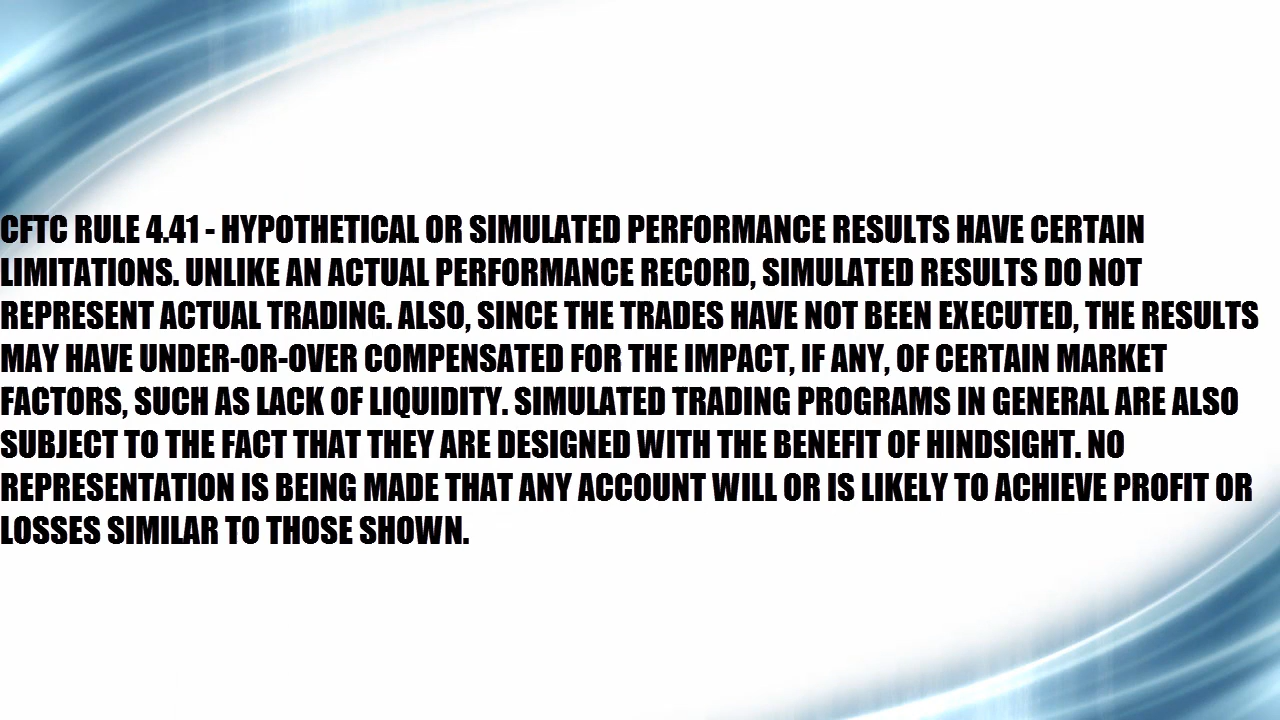 CFTC RULE 4.41 - HYPOTHETICAL OR SIMULATED PERFORMANCE RESULTS HAVE CERTAIN
LIMITATIONS. UNLIKE AN ACTUAL PERFORMANCE RECORD, SIMULATED RESULTS DO NOT
REPRESENT ACTUAL TRADING. ALSO, SINCE THE TRADES HAVE NOT BEEN EXECUTED, THE RESULTS
MAY HAVE UNDER-OR-OVER COMPENSATED FOR THE IMPACT, IF ANY, OF CERTAIN MARKET
FACTORS, SUCH AS LACK OF LIQUIDITY. SIMULATED TRADING PROGRAMS IN GENERAL ARE ALSO
SUBJECT TO THE FACT THAT THEY ARE DESIGNED WITH THE BENEFIT OF HINDSIGHT. NO
REPRESENTATION IS BEING MADE THAT ANY ACCOUNT WILL OR IS LIKELY TO ACHIEVE PROFIT OR
LOSSES SIMILAR TO THOSE SHOWN.